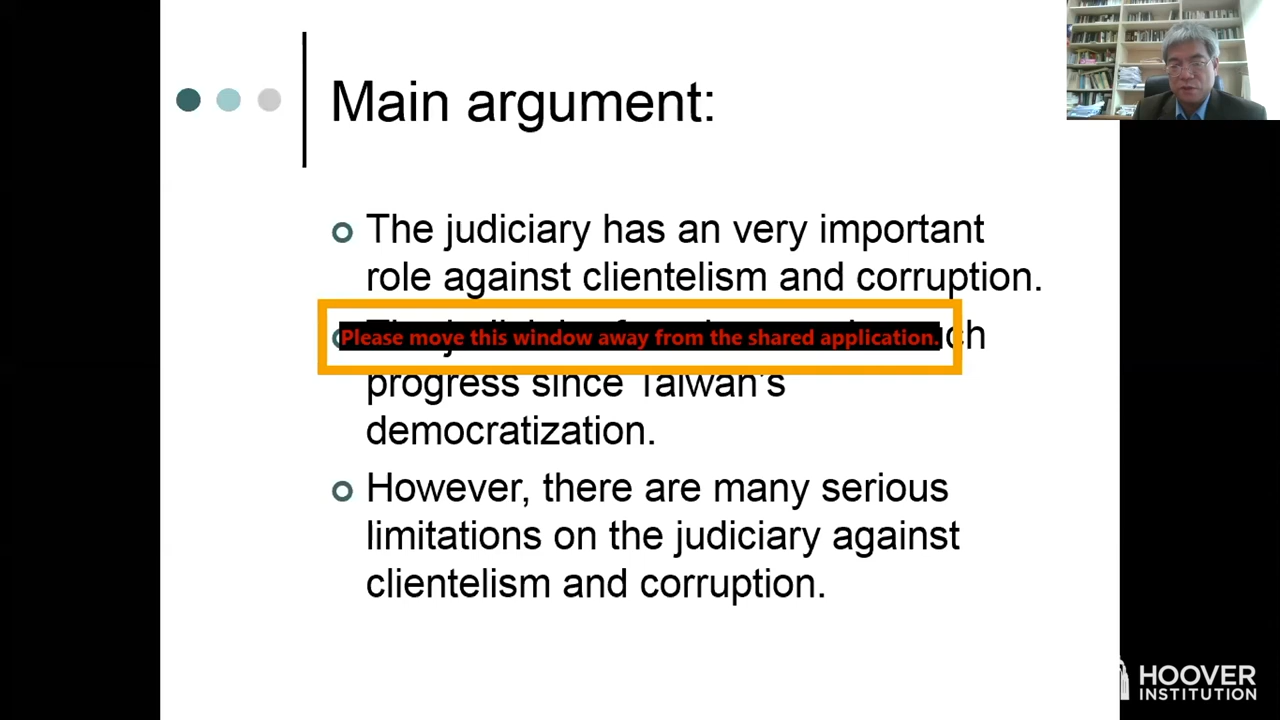 Main argument:
The judiciary has an very important
role against clientelism and corruption.
Please move this window away from the shared application.
progress since Taiwan's
democratization.
However, there are many serious
limitations on the judiciary against
clientelism and corruption.
HOOVER
INSTITUTION